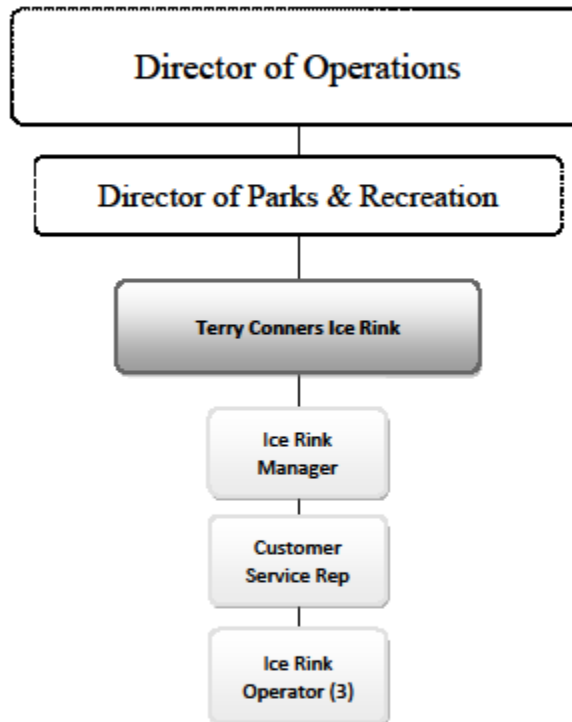 Director of Operations
Director of Parks & Recreation
Terry Conners Ice Rink
Ice Rink
Manager
Customer
Service Rep
Ice Rink
Operator (3)